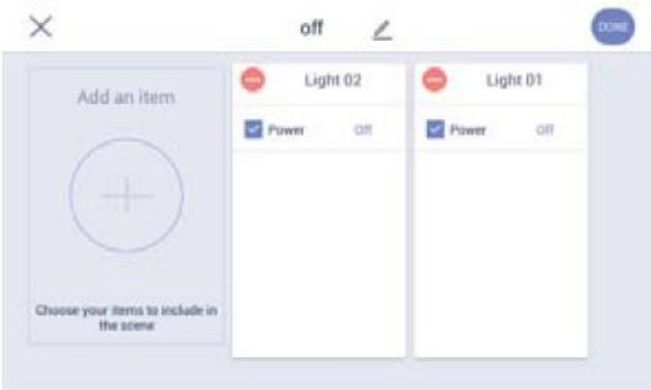 off
DONE
Add an item
Choose your items to include in
the scene
Light 02
Power Off
Light 01
Power Off